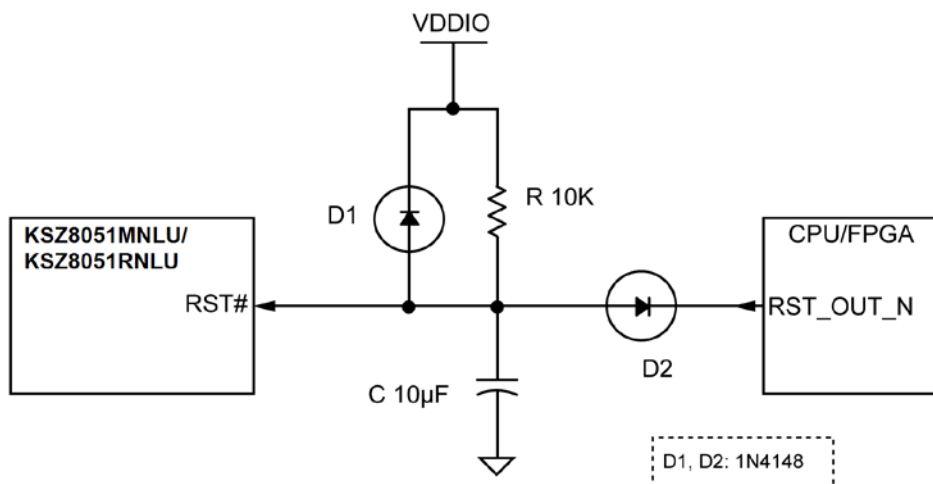 VDDIO
D1
R 10K
KSZ8051MNLU/
KSZ8051RNLU
RST#
CPU/FPGA
RST_OUT_N
D2
C 10µF
D1, D2: 1N4148